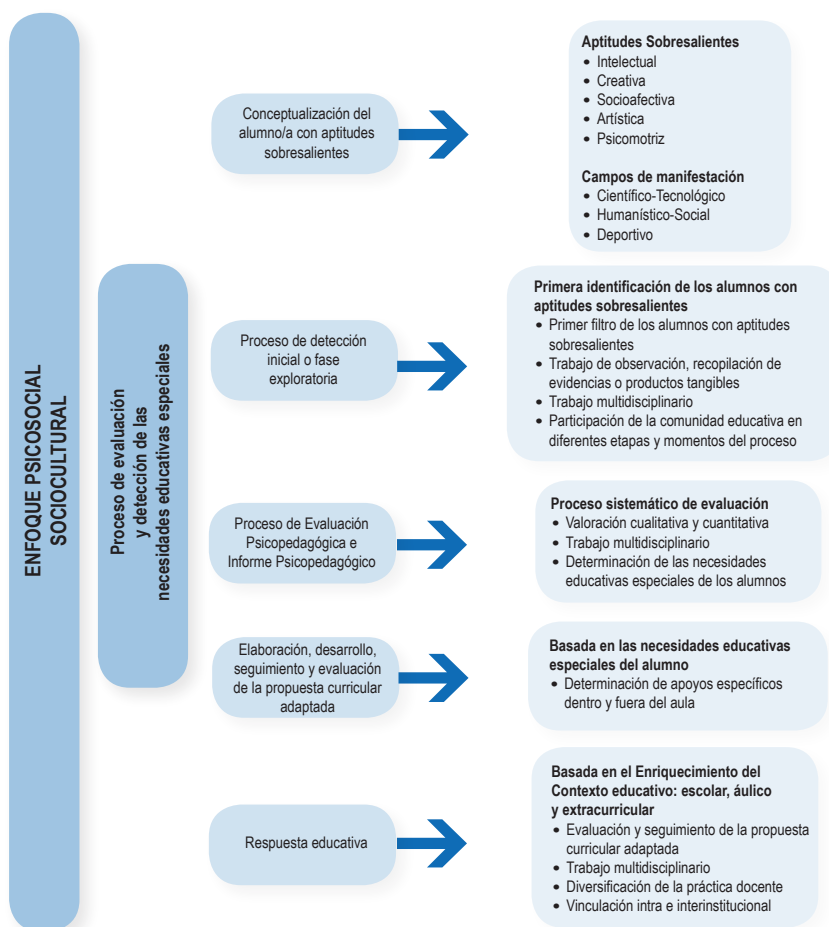 ENFOQUE PSICOSOCIAL
SOCIOCULTURAL
Proceso de evaluación
y detección de las
necesidades educativas especiales
Conceptualización del
alumno/a con aptitudes
sobresalientes
Aptitudes Sobresalientes
• Intelectual
• Creativa
• Socioafectiva
• Artística
• Psicomotriz
Campos de manifestación
• Científico-Tecnológico
• Humanístico-Social
• Deportivo
Proceso de detección
inicial o fase
exploratoria
Primera identificación de los alumnos con
aptitudes sobresalientes
• Primer filtro de los alumnos con aptitudes
sobresalientes
• Trabajo de observación, recopilación de
evidencias o productos tangibles
• Trabajo multidisciplinario
• Participación de la comunidad educativa en
diferentes etapas y momentos del proceso
Proceso de Evaluación
Psicopedagógica e
Informe Psicopedagógico
Proceso sistemático de evaluación
• Valoración cualitativa y cuantitativa
• Trabajo multidisciplinario
• Determinación de las necesidades
educativas especiales de los alumnos
Elaboración, desarrollo,
seguimiento y evaluación
de la propuesta curricular
adaptada
Basada en las necesidades educativas
especiales del alumno
• Determinación de apoyos específicos
dentro y fuera del aula
Respuesta educativa
Basada en el Enriquecimiento del
Contexto educativo: escolar, áulico
y extracurricular
• Evaluación y seguimiento de la propuesta
curricular adaptada
• Trabajo multidisciplinario
• Diversificación de la práctica docente
• Vinculación intra e interinstitucional